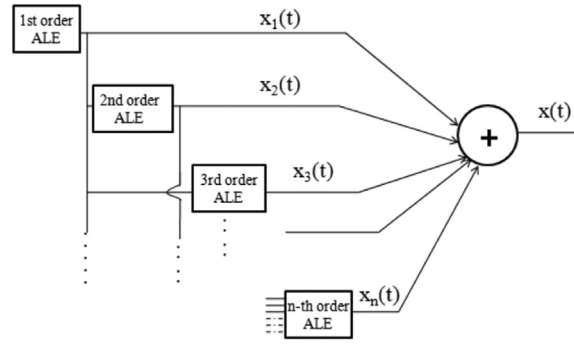 1st order
ALE
x₁(t)
2nd order
ALE
x₂(t)
x(t)
+
3rd order
ALE
x₃(t)
n-th order
ALE
xₙ(t)